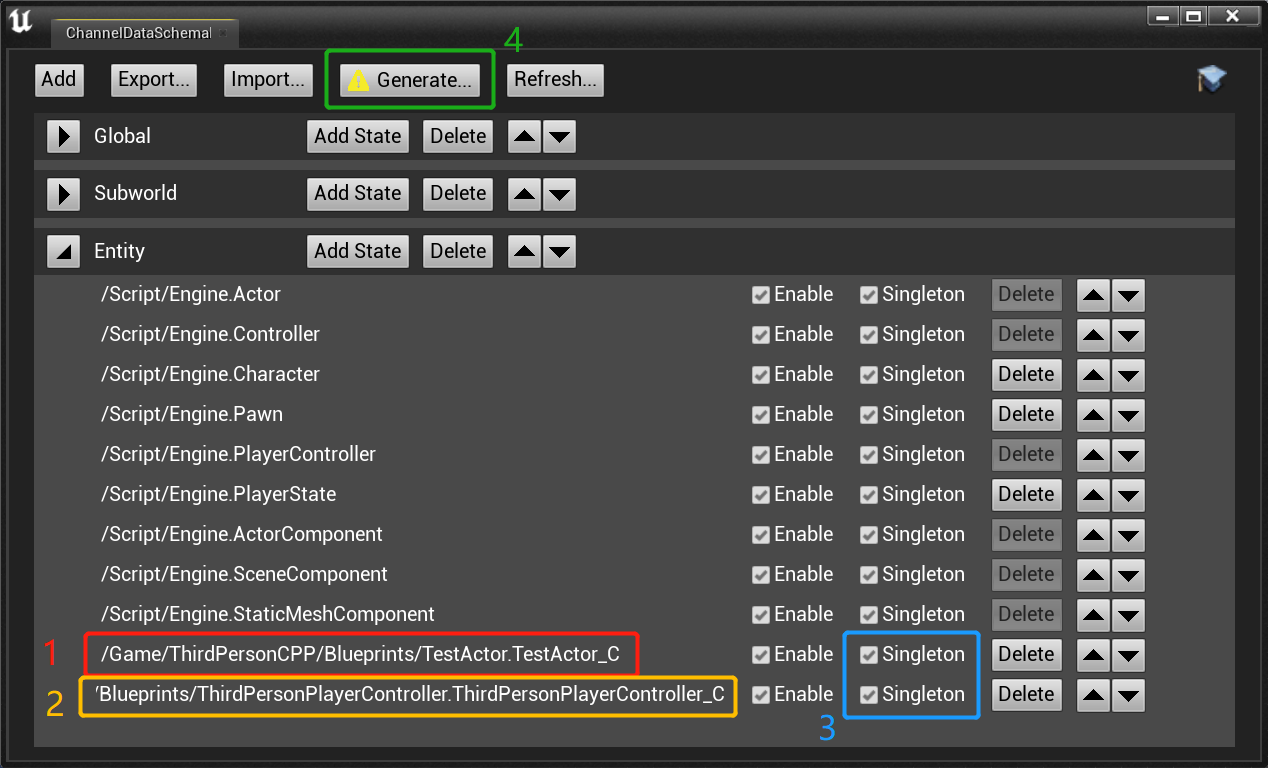 ChannelDataSchemal
4
Add Export... Import... Generate... Refresh...
Global Add State Delete
Subworld Add State Delete
Entity Add State Delete
/Script/Engine.Actor Enable Singleton Delete
/Script/Engine.Controller Enable Singleton Delete
/Script/Engine.Character Enable Singleton Delete
/Script/Engine.Pawn Enable Singleton Delete
/Script/Engine.PlayerController Enable Singleton Delete
/Script/Engine.PlayerState Enable Singleton Delete
/Script/Engine.ActorComponent Enable Singleton Delete
/Script/Engine.SceneComponent Enable Singleton Delete
/Script/Engine.StaticMeshComponent Enable Singleton Delete
1 /Game/ThirdPersonCPP/Blueprints/TestActor.TestActor_C Enable Singleton Delete
2 /Blueprints/ThirdPersonPlayerController.ThirdPersonPlayerController_C Enable Singleton Delete
3